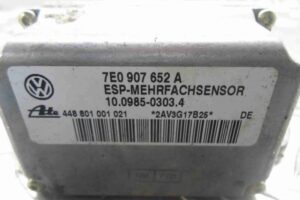 7E0 907 652 A
ESP-MEHRFACHSENSOR
10.0985-0303.4
Ate 448 801 001 021 *2AV3G17B25* DE